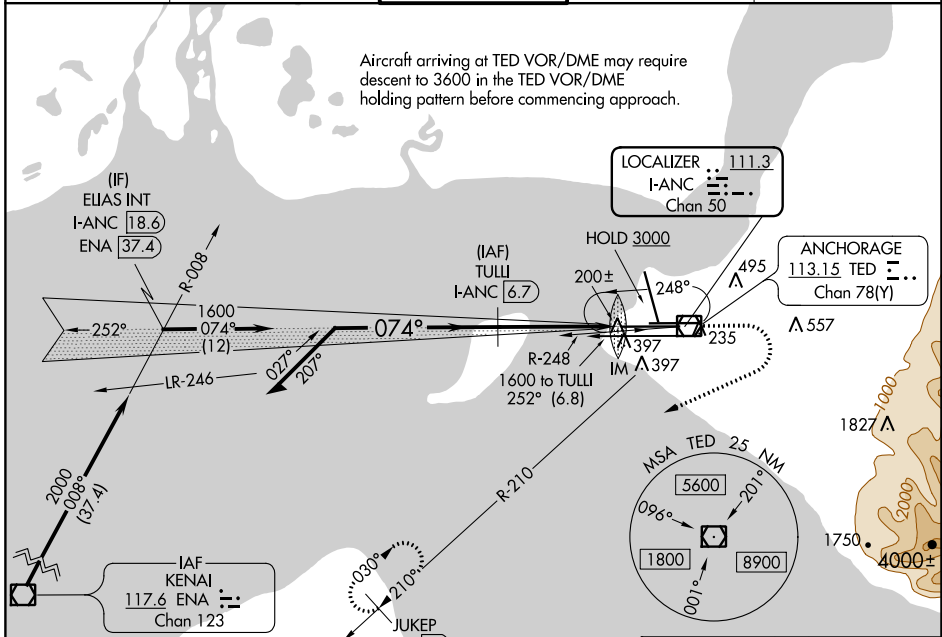 Aircraft arriving at TED VOR/DME may require
descent to 3600 in the TED VOR/DME
holding pattern before commencing approach.
LOCALIZER 111.3
I-ANC
Chan 50
(IF)
ELIAS INT
I-ANC 18.6
ENA 37.4
R-008
(IAF)
TULLI
I-ANC 6.7
HOLD 3000
ANCHORAGE
113.15 TED
Chan 78(Y)
495
557
200±
248°
1600
074°
(12)
252°
074°
235
397
397
IM
R-248
1600 to TULLI
252° (6.8)
027°
207°
LR-246
1000
1827
2000
1750
4000±
2000
008°
(37.4)
R-210
MSA TED 25 NM
5600
201°
096°
1800
8900
001°
IAF
KENAI
117.6 ENA
Chan 123
030°
210°
JUKEP